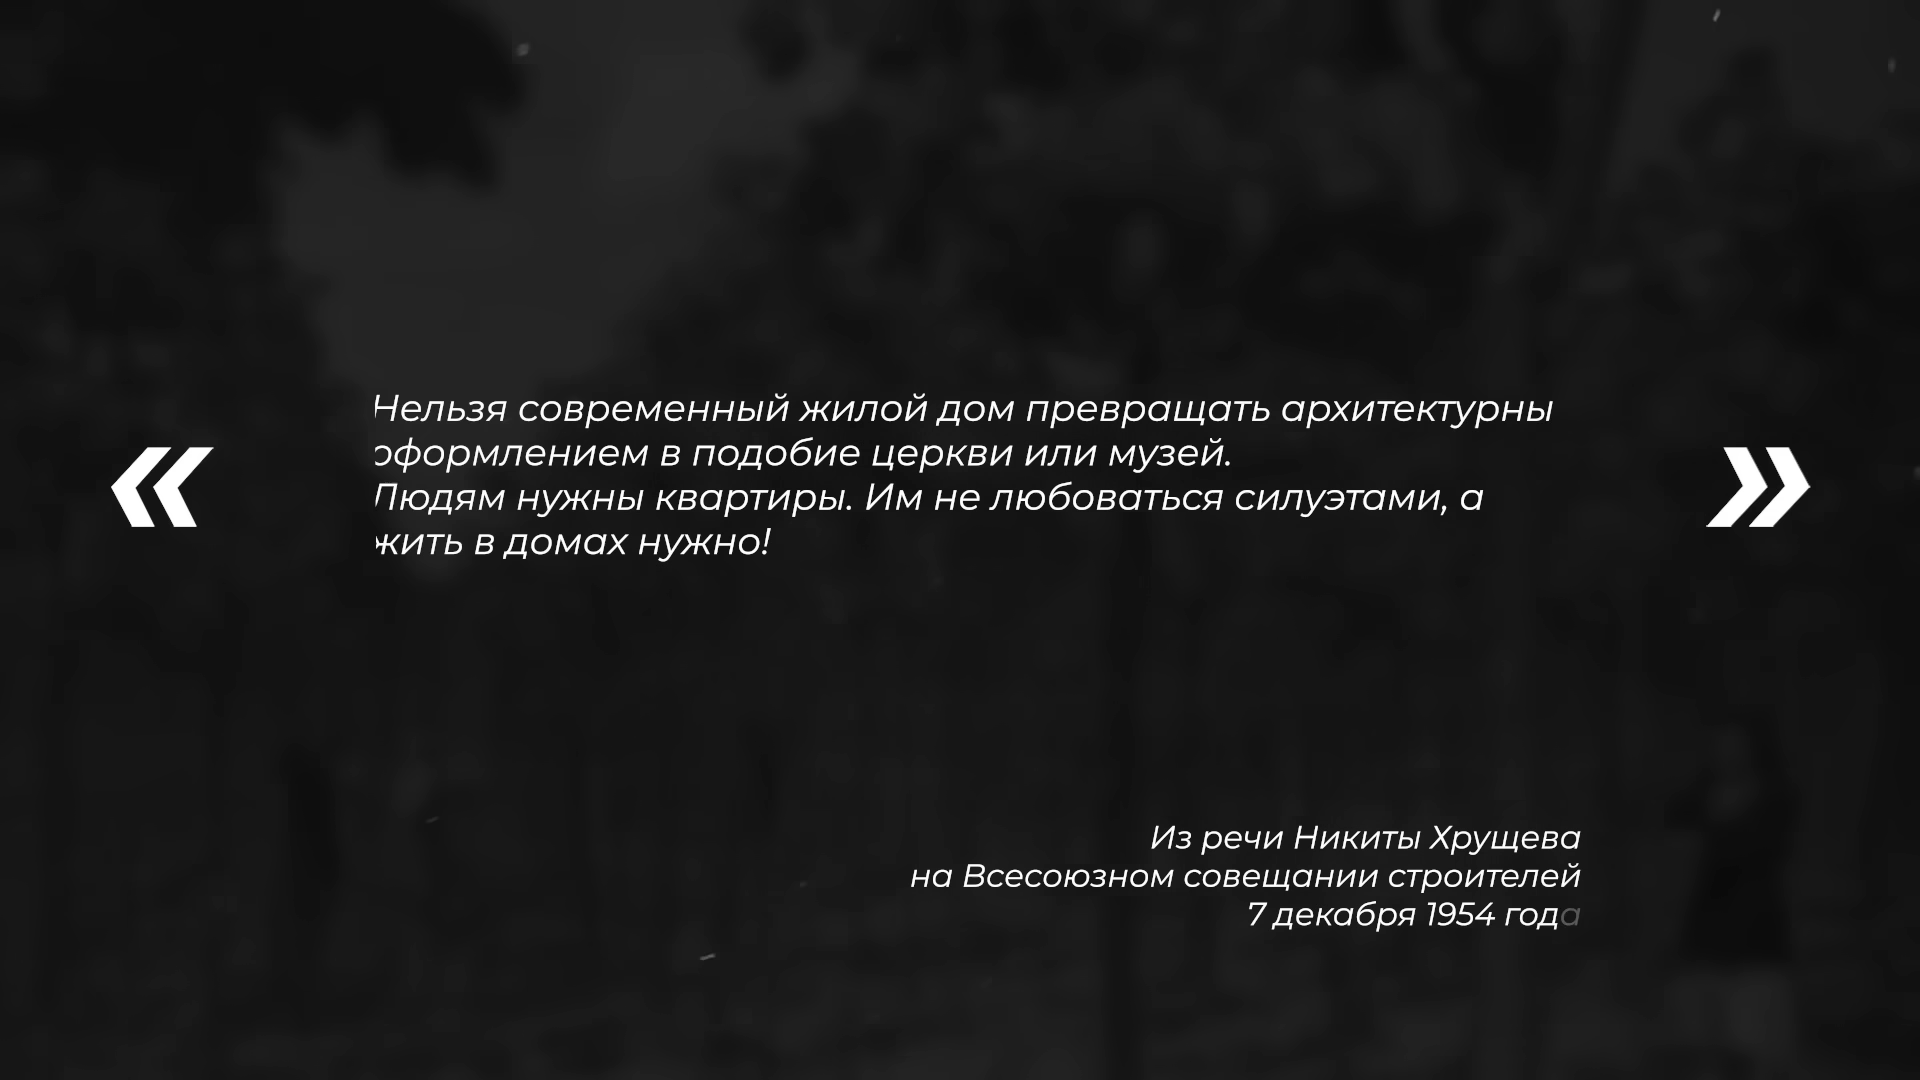 «
Нельзя современный жилой дом превращать архитектурны
оформлением в подобие церкви или музей.
Людям нужны квартиры. Им не любоваться силуэтами, а
жить в домах нужно!
»
Из речи Никиты Хрущева
на Всесоюзном совещании строителей
7 декабря 1954 года